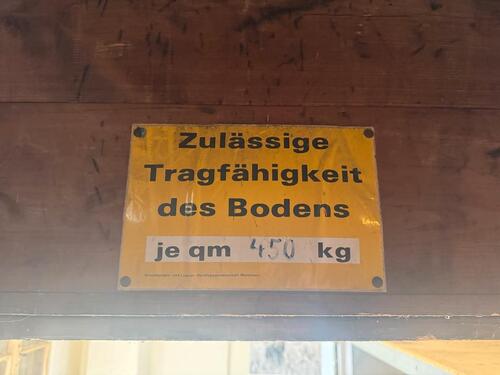 Zulässige
Tragfähigkeit
des Bodens
je qm 450 kg